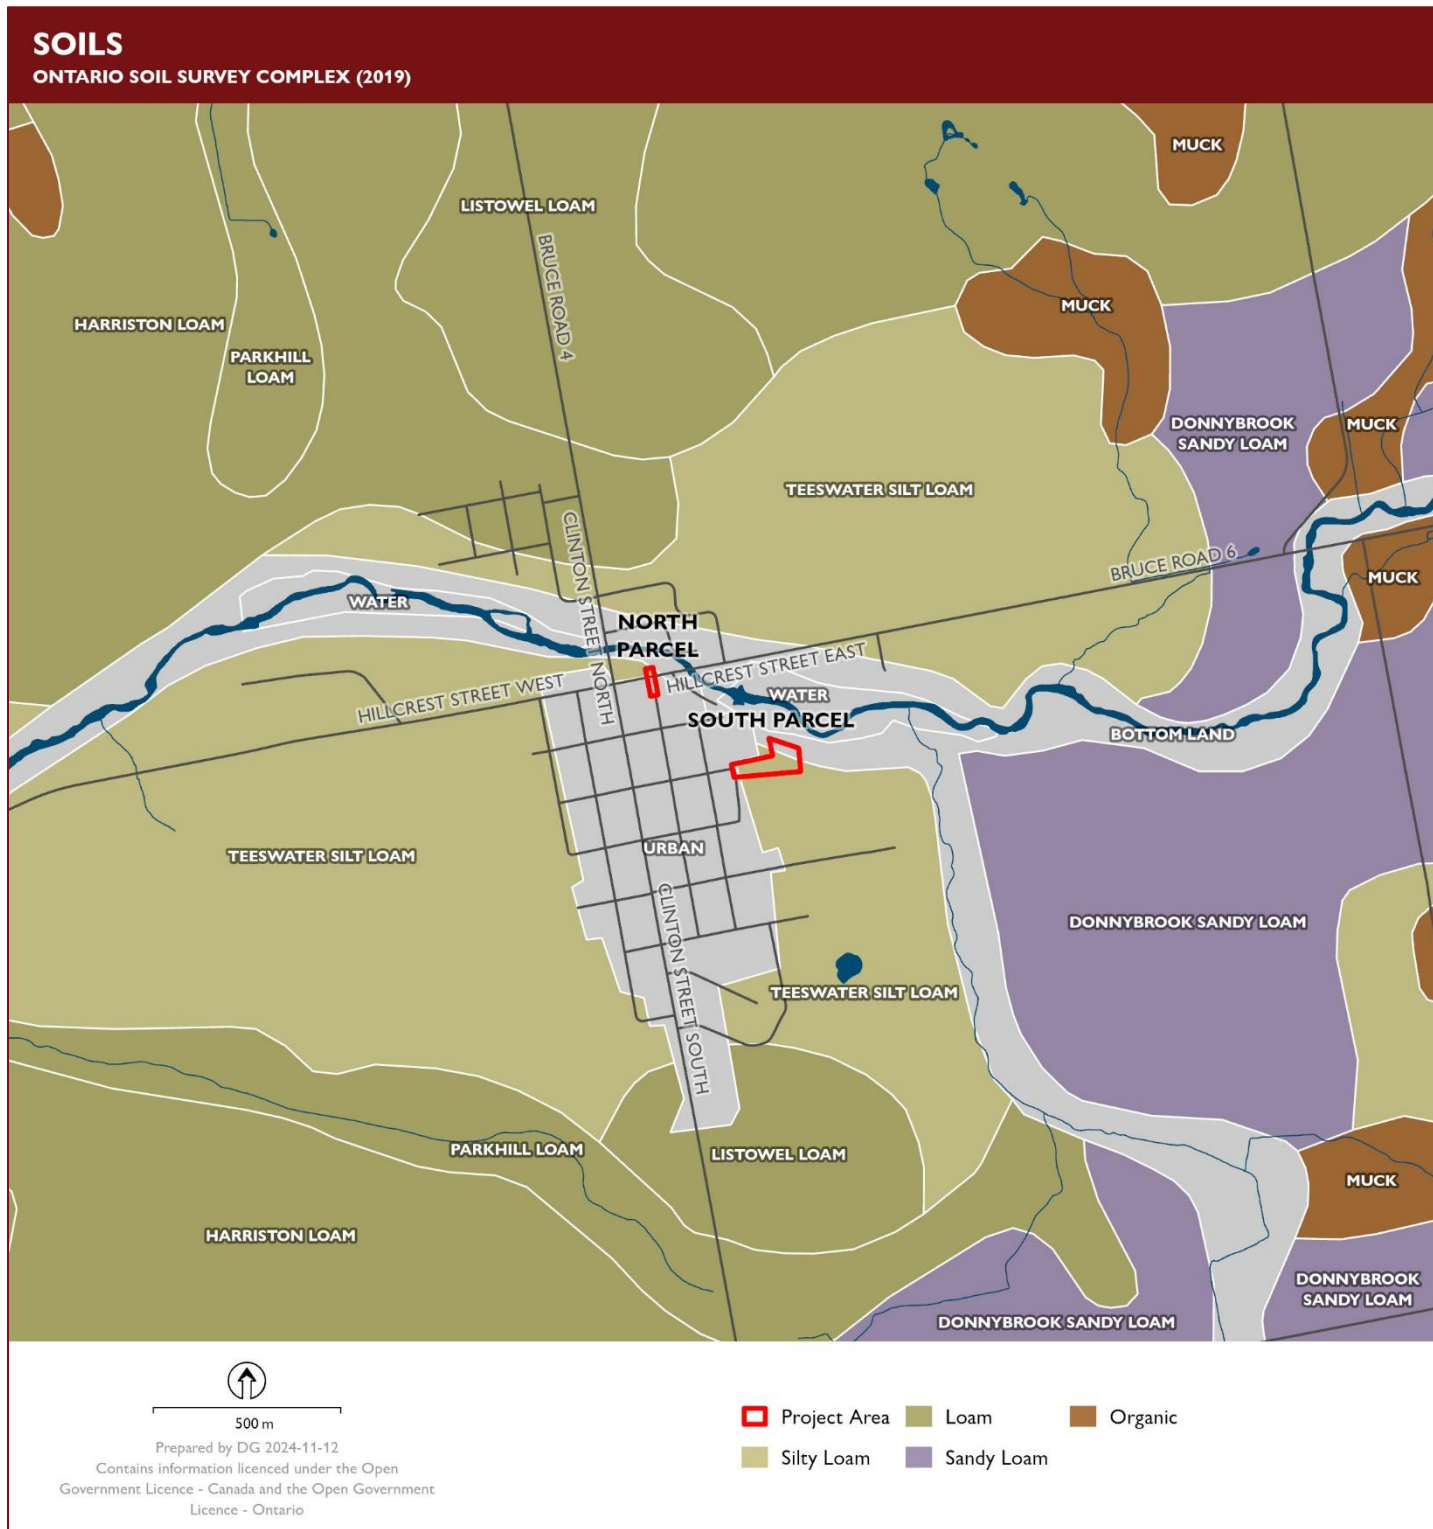 SOILS
ONTARIO SOIL SURVEY COMPLEX (2019)
MUCK
LISTOWEL LOAM
BRUCE ROAD 4
MUCK
HARRISTON LOAM
PARKHILL
LOAM
DONNYBROOK
SANDY LOAM
MUCK
TEESWATER SILT LOAM
CLINTON STREET NORTH
BRUCE ROAD 6
MUCK
WATER
NORTH
PARCEL
HILLCREST STREET EAST
HILLCREST STREET WEST
WATER
SOUTH PARCEL
BOTTOM LAND
URBAN
TEESWATER SILT LOAM
CLINTON STREET SOUTH
DONNYBROOK SANDY LOAM
TEESWATER SILT LOAM
PARKHILL LOAM
LISTOWEL LOAM
MUCK
HARRISTON LOAM
DONNYBROOK
SANDY LOAM
DONNYBROOK SANDY LOAM
500 m
Prepared by DG 2024-11-12
Contains information licenced under the Open
Government Licence - Canada and the Open Government
Licence - Ontario
Project Area
Loam
Organic
Silty Loam
Sandy Loam